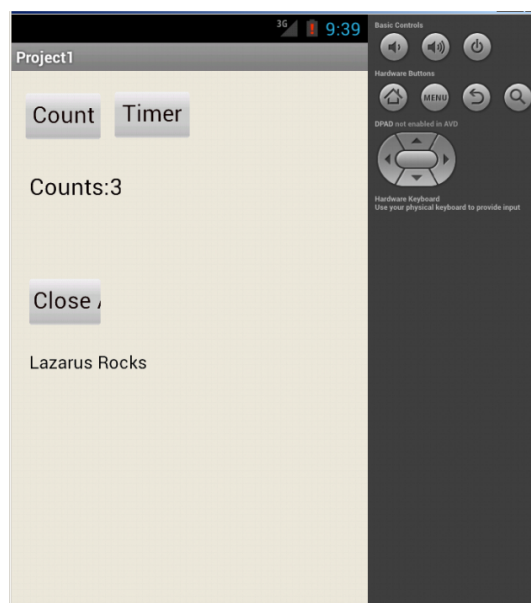 3G 9:39
Project1
Count Timer
Counts:3
Close
Lazarus Rocks
Basic Controls
Hardware Buttons
MENU
DPAD not enabled in AVD
Hardware Keyboard
Use your physical keyboard to provide input